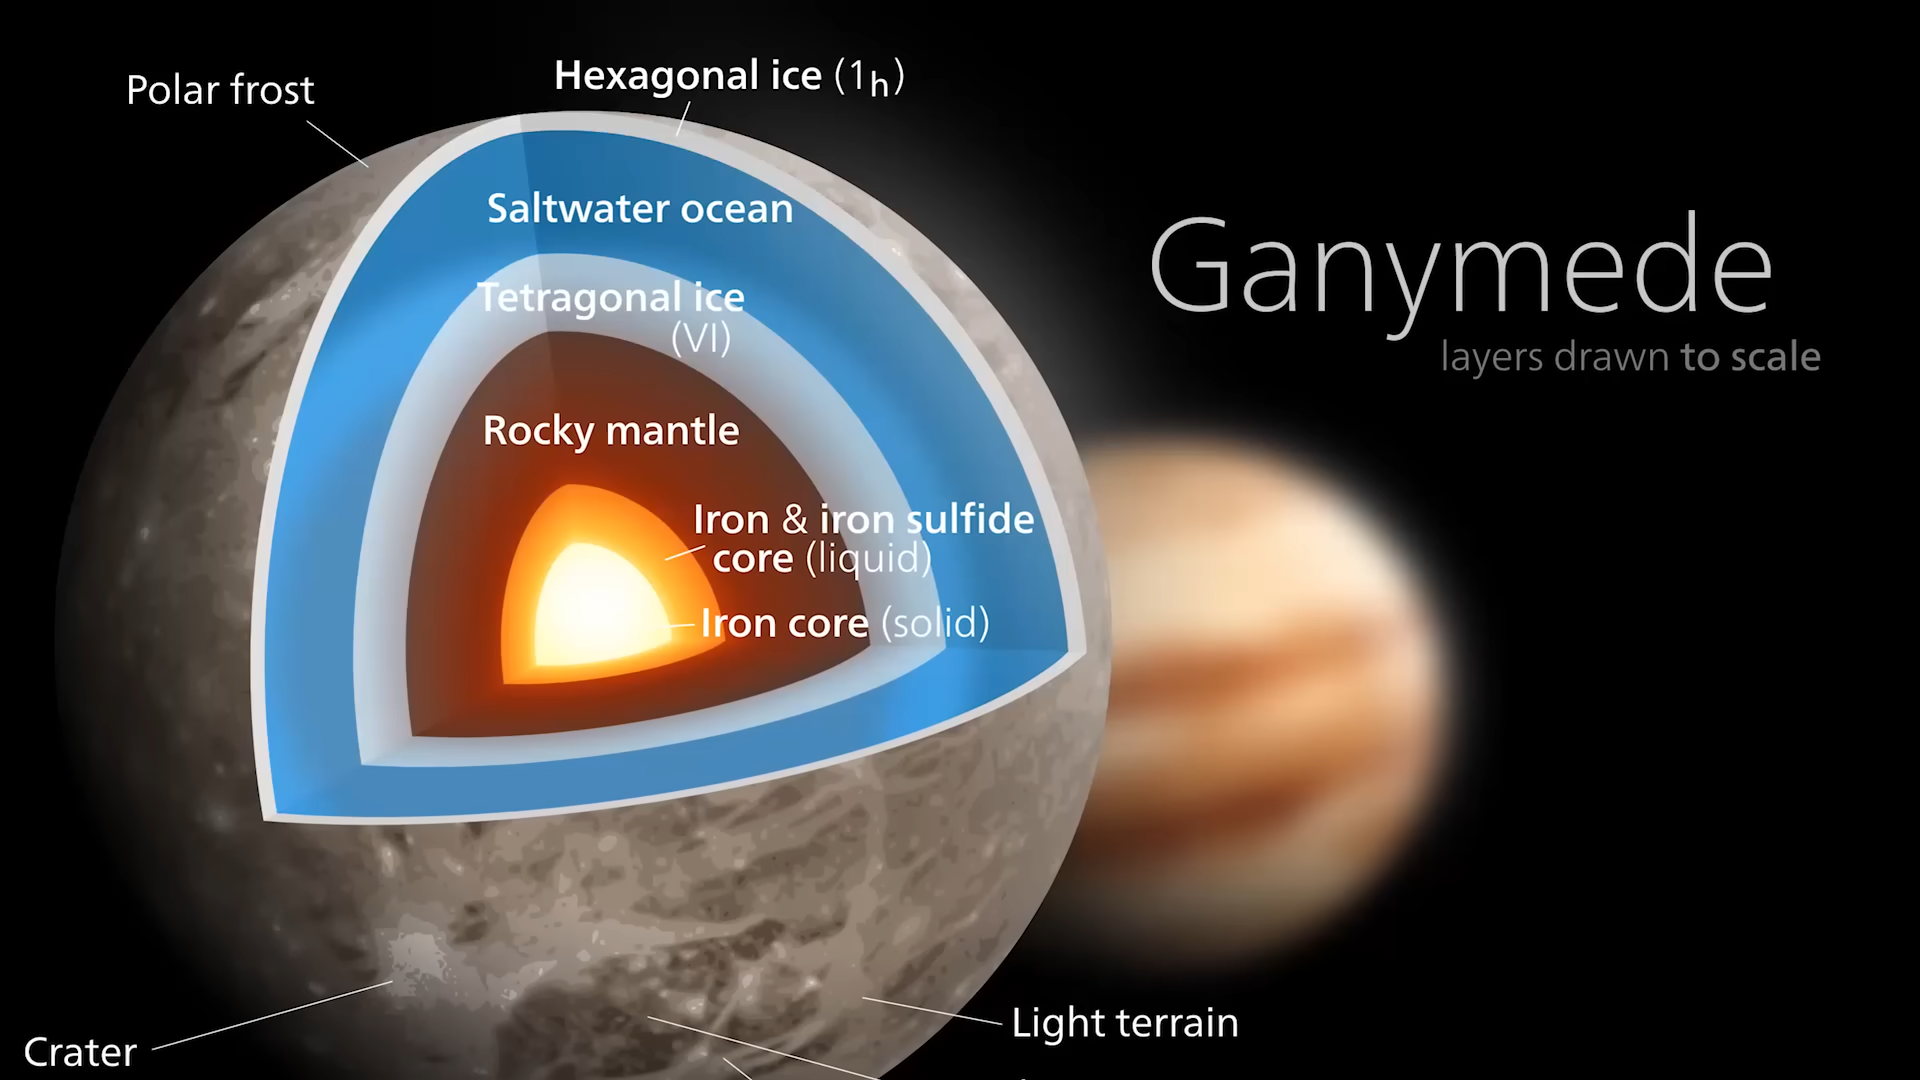 Polar frost
Hexagonal ice (1h)
Saltwater ocean
Tetragonal ice
(VI)
Rocky mantle
Iron & iron sulfide
core (liquid)
Iron core (solid)
Ganymede
layers drawn to scale
Light terrain
Crater